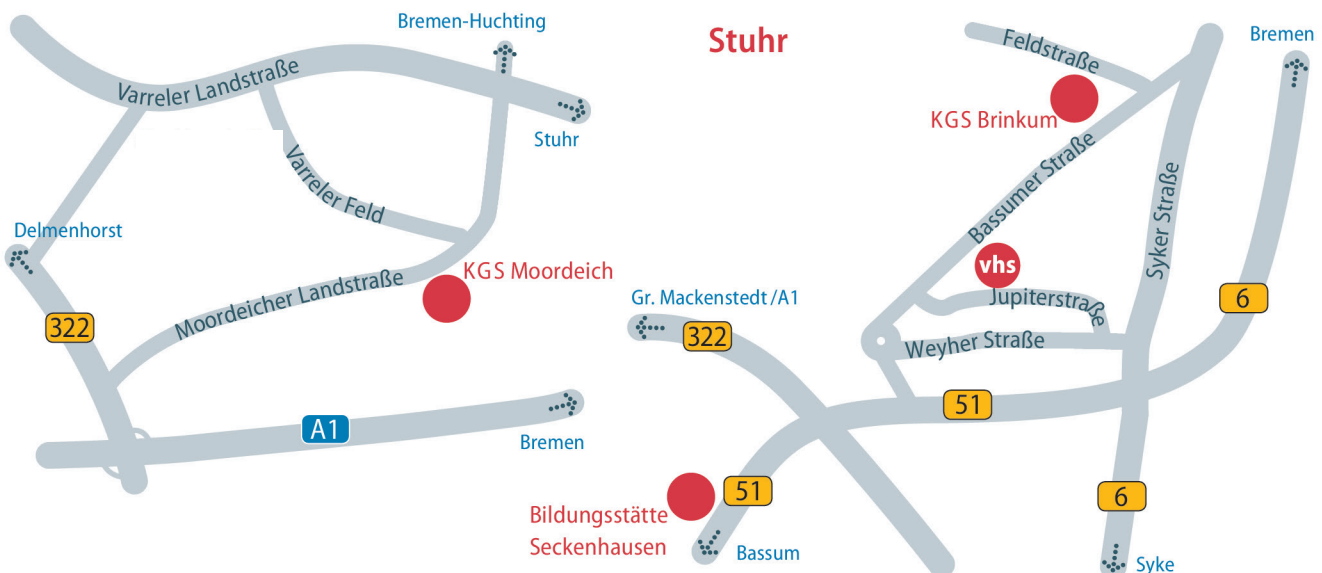 Bremen-Huchting
Stuhr
Feldstraße
Bremen
Varreler Landstraße
KGS Brinkum
Stuhr
Varreler Feld
Bassumer Straße
Syker Straße
Delmenhorst
KGS Moordeich
vhs
Moordeicher Landstraße
Gr. Mackenstedt /A1
Jupiterstraße
6
322
322
Weyher Straße
51
A1
Bremen
51
6
Bildungsstätte
Seckenhausen
Bassum
Syke